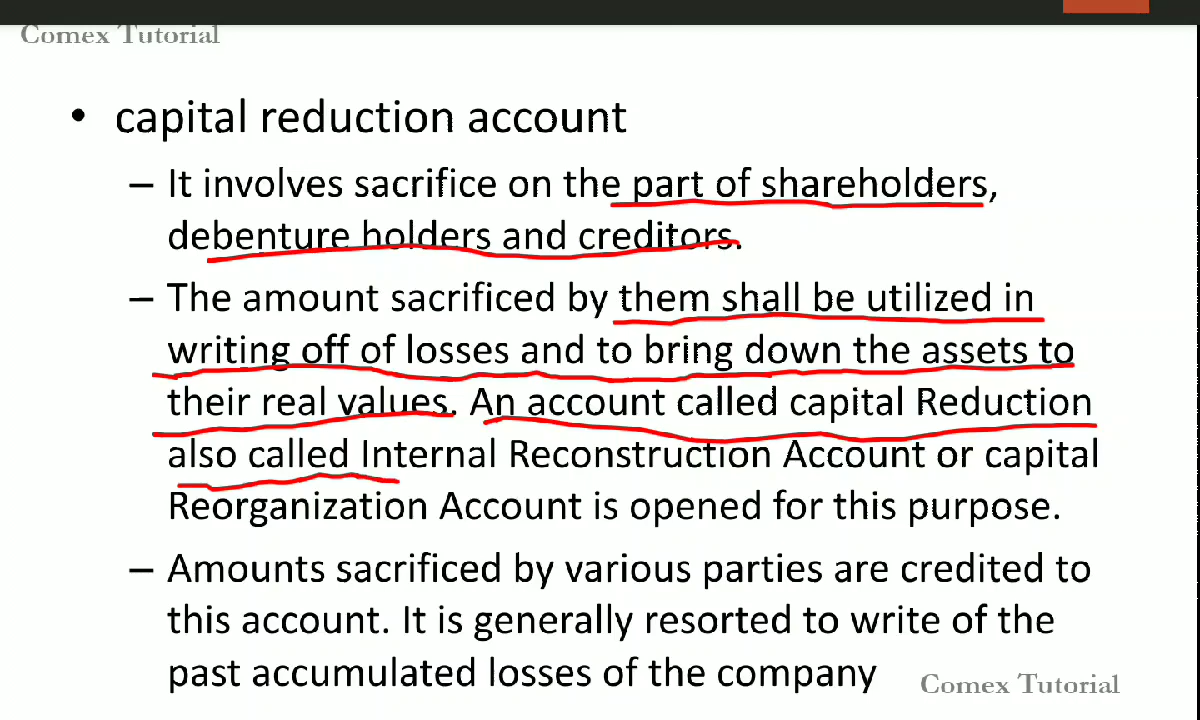 Comex Tutorial
• capital reduction account
– It involves sacrifice on the part of shareholders,
debenture holders and creditors.
– The amount sacrificed by them shall be utilized in
writing off of losses and to bring down the assets to
their real values. An account called capital Reduction
also called Internal Reconstruction Account or capital
Reorganization Account is opened for this purpose.
– Amounts sacrificed by various parties are credited to
this account. It is generally resorted to write of the
past accumulated losses of the company
Comex Tutorial